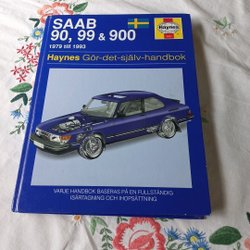 SAAB
90, 99 & 900
1979 till 1993
Haynes
Haynes Gör-det-själv-handbok
VARJE HANDBOK BASERAS PÅ EN FULLSTÄNDIG
ISÄRTAGNING OCH IHOPSÄTTNING